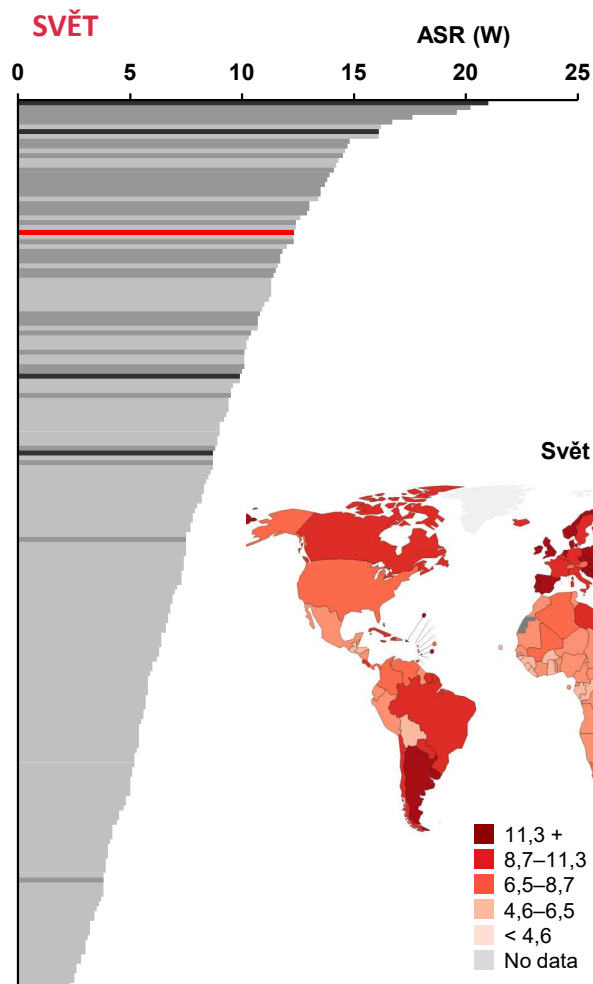 SVĚT
ASR (W)
0 5 10 15 20 25
Svět
11,3 +
8,7–11,3
6,5–8,7
4,6–6,5
< 4,6
No data